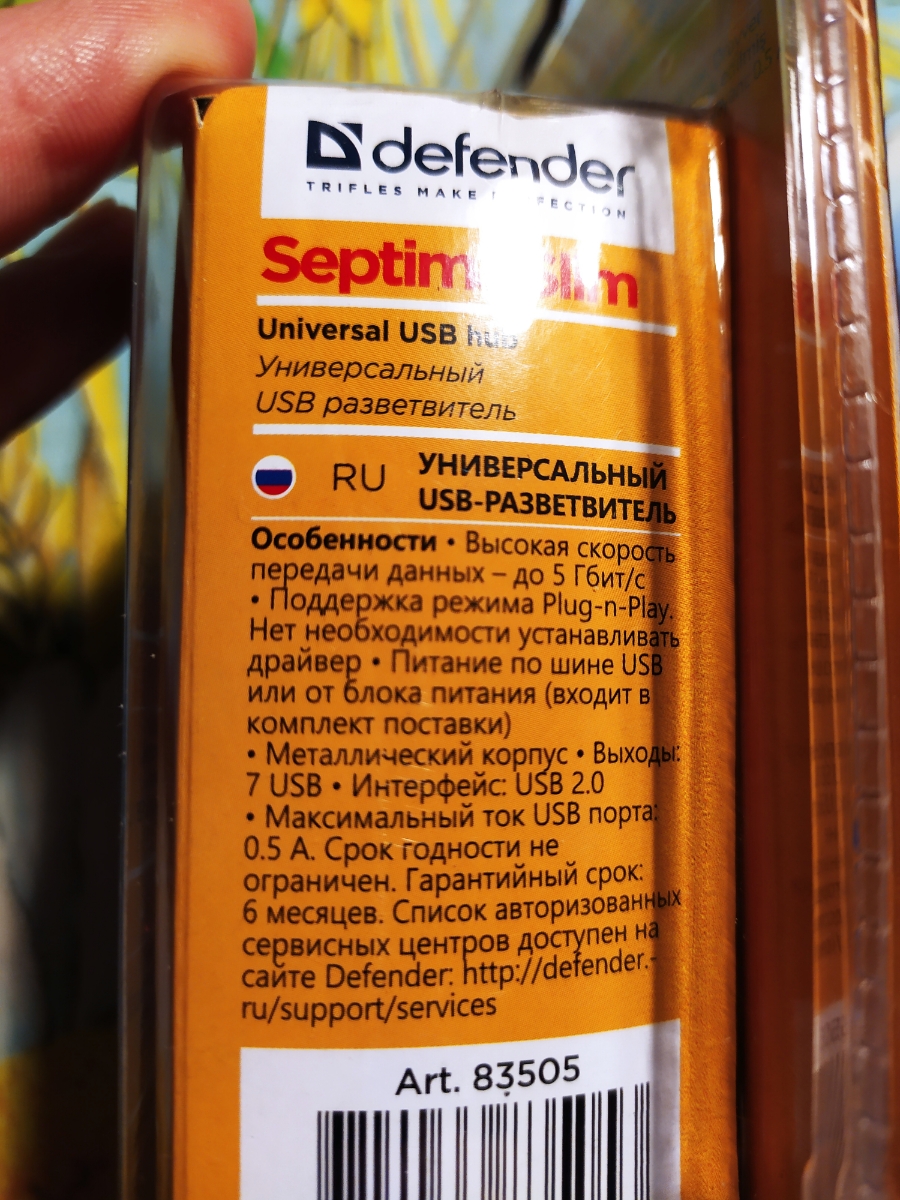 defender
TRIFLES MAKE
Slim
Universal USB hub
Универсальный
USB разветвитель
RU УНИВЕРСАЛЬНЫЙ
USB-РАЗВЕТВИТЕЛЬ
Особенности • Высокая скорость
передачи данных – до 5 Гбит/с
• Поддержка режима Plug-n-Play.
Нет необходимости устанавливать
драйвер • Питание по шине USB
или от блока питания (входит в
комплект поставки)
• Металлический корпус • Выходы:
7 USB • Интерфейс: USB 2.0
• Максимальный ток USB порта:
0.5 А. Срок годности не
ограничен. Гарантийный срок:
6 месяцев. Список авторизованных
сервисных центров доступен на
сайте Defender: http://defender.-
ru/support/services
Art. 83505